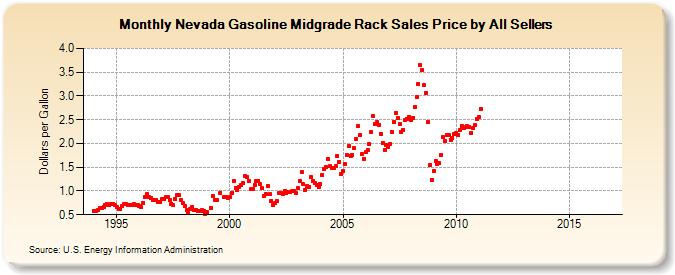 Monthly Nevada Gasoline Midgrade Rack Sales Price by All Sellers
Dollars per Gallon
4.0
3.5
3.0
2.5
2.0
1.5
1.0
0.5
1995 2000 2005 2010 2015
Source: U.S. Energy Information Administration